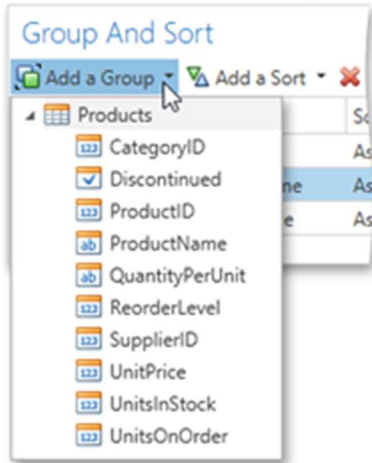 Group And Sort
Add a Group Add a Sort
Products
CategoryID
Discontinued
ProductID
ProductName
QuantityPerUnit
ReorderLevel
SupplierID
UnitPrice
UnitsInStock
UnitsOnOrder